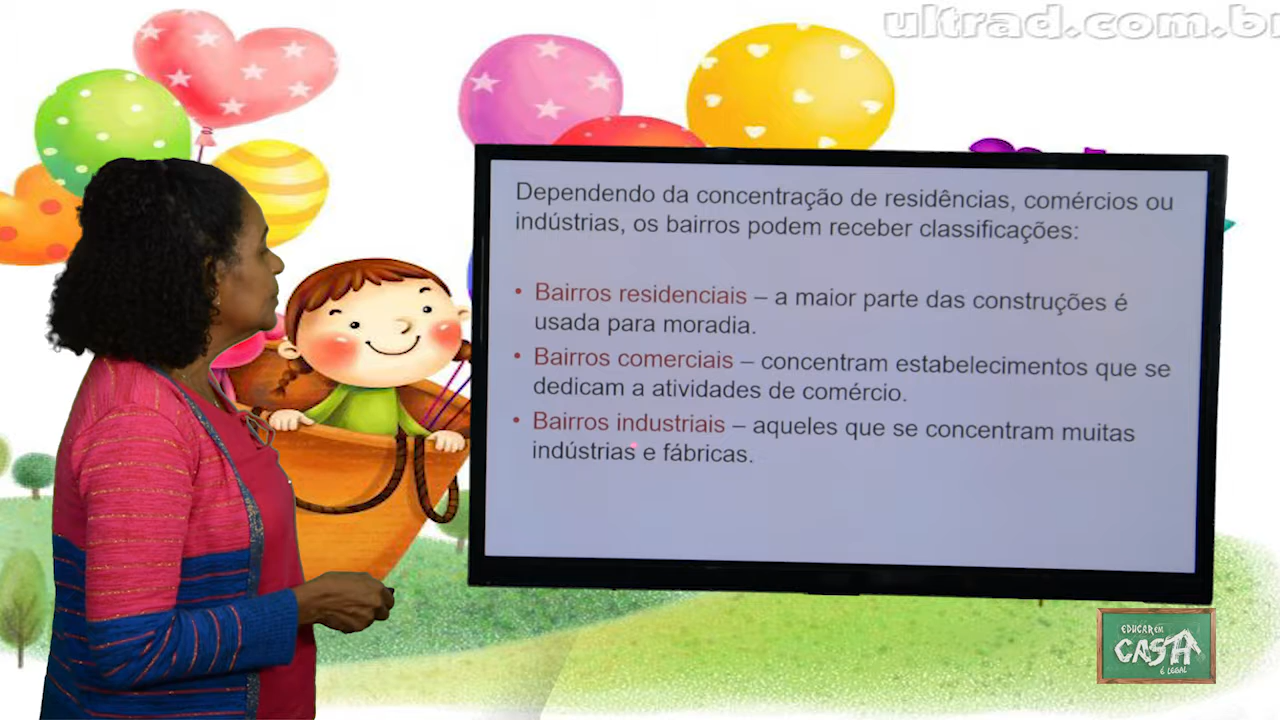 ultrad.com.br
Dependendo da concentração de residências, comércios ou
indústrias, os bairros podem receber classificações:
• Bairros residenciais – a maior parte das construções é
usada para moradia.
• Bairros comerciais – concentram estabelecimentos que se
dedicam a atividades de comércio.
• Bairros industriais – aqueles que se concentram muitas
indústrias e fábricas.
EDUCAR EM
CASA
É LEGAL